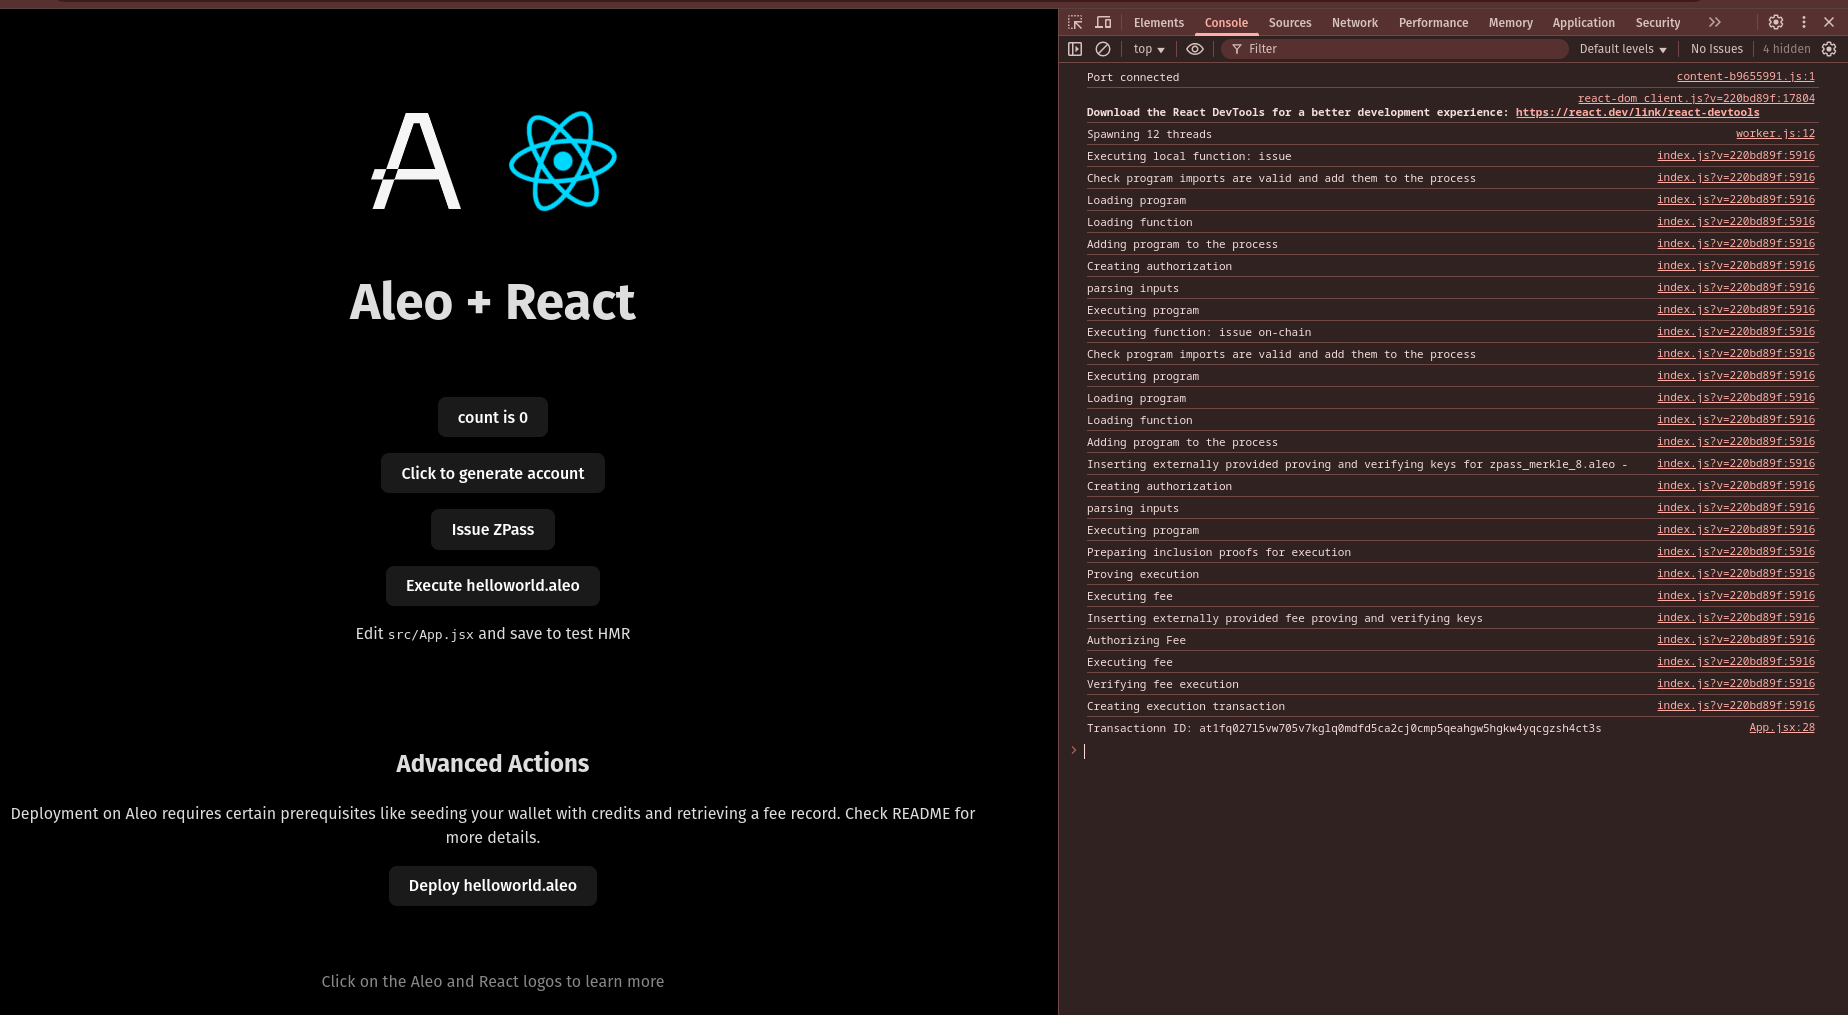 Aleo + React
count is 0
Click to generate account
Issue ZPass
Execute helloworld.aleo
Edit src/App.jsx and save to test HMR
Advanced Actions
Deployment on Aleo requires certain prerequisites like seeding your wallet with credits and retrieving a fee record. Check README for
more details.
Deploy helloworld.aleo
Click on the Aleo and React logos to learn more
Elements Console Sources Network Performance Memory Application Security
top Filter Default levels No Issues 4 hidden
Port connected content-b9655991.js:1
react-dom_client.js?v=220bd89f:17804
Download the React DevTools for a better development experience: https://react.dev/link/react-devtools
Spawning 12 threads worker.js:12
Executing local function: issue index.js?v=220bd89f:5916
Check program imports are valid and add them to the process index.js?v=220bd89f:5916
Loading program index.js?v=220bd89f:5916
Loading function index.js?v=220bd89f:5916
Adding program to the process index.js?v=220bd89f:5916
Creating authorization index.js?v=220bd89f:5916
parsing inputs index.js?v=220bd89f:5916
Executing program index.js?v=220bd89f:5916
Executing function: issue on-chain index.js?v=220bd89f:5916
Check program imports are valid and add them to the process index.js?v=220bd89f:5916
Executing program index.js?v=220bd89f:5916
Loading program index.js?v=220bd89f:5916
Loading function index.js?v=220bd89f:5916
Adding program to the process index.js?v=220bd89f:5916
Inserting externally provided proving and verifying keys for zpass_merkle_8.aleo - index.js?v=220bd89f:5916
Creating authorization index.js?v=220bd89f:5916
parsing inputs index.js?v=220bd89f:5916
Executing program index.js?v=220bd89f:5916
Preparing inclusion proofs for execution index.js?v=220bd89f:5916
Proving execution index.js?v=220bd89f:5916
Executing fee index.js?v=220bd89f:5916
Inserting externally provided fee proving and verifying keys index.js?v=220bd89f:5916
Authorizing Fee index.js?v=220bd89f:5916
Executing fee index.js?v=220bd89f:5916
Verifying fee execution index.js?v=220bd89f:5916
Creating execution transaction index.js?v=220bd89f:5916
Transactionn ID: at1fq027l5vw705v7kglq0mdfd5ca2cj0cmp5qeahgw5hgkw4yqcgzsh4ct3s App.jsx:28